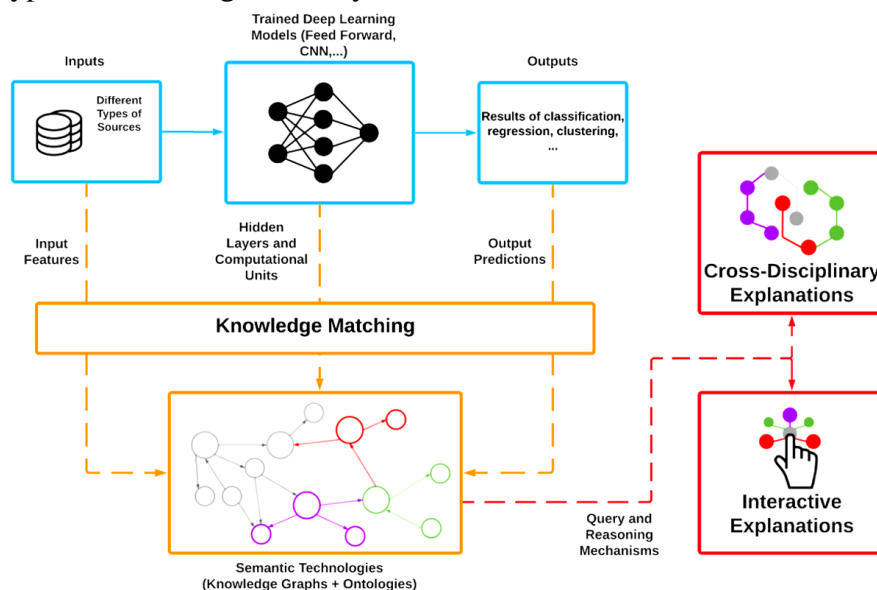 Trained Deep Learning
Models (Feed Forward,
CNN,...)
Inputs
Outputs
Different
Types of
Sources
Results of classification,
regression, clustering,
...
Input
Features
Hidden
Layers and
Computational
Units
Output
Predictions
Cross-Disciplinary
Explanations
Knowledge Matching
Interactive
Explanations
Query and
Reasoning
Mechanisms
Semantic Technologies
(Knowledge Graphs + Ontologies)